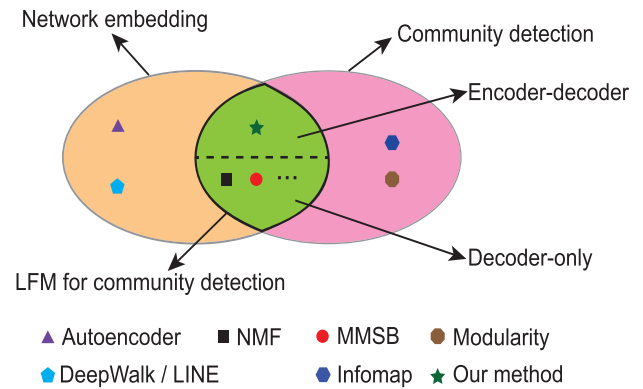 Network embedding
Community detection
Encoder-decoder
Decoder-only
LFM for community detection
Autoencoder NMF MMSB Modularity
DeepWalk / LINE Infomap Our method